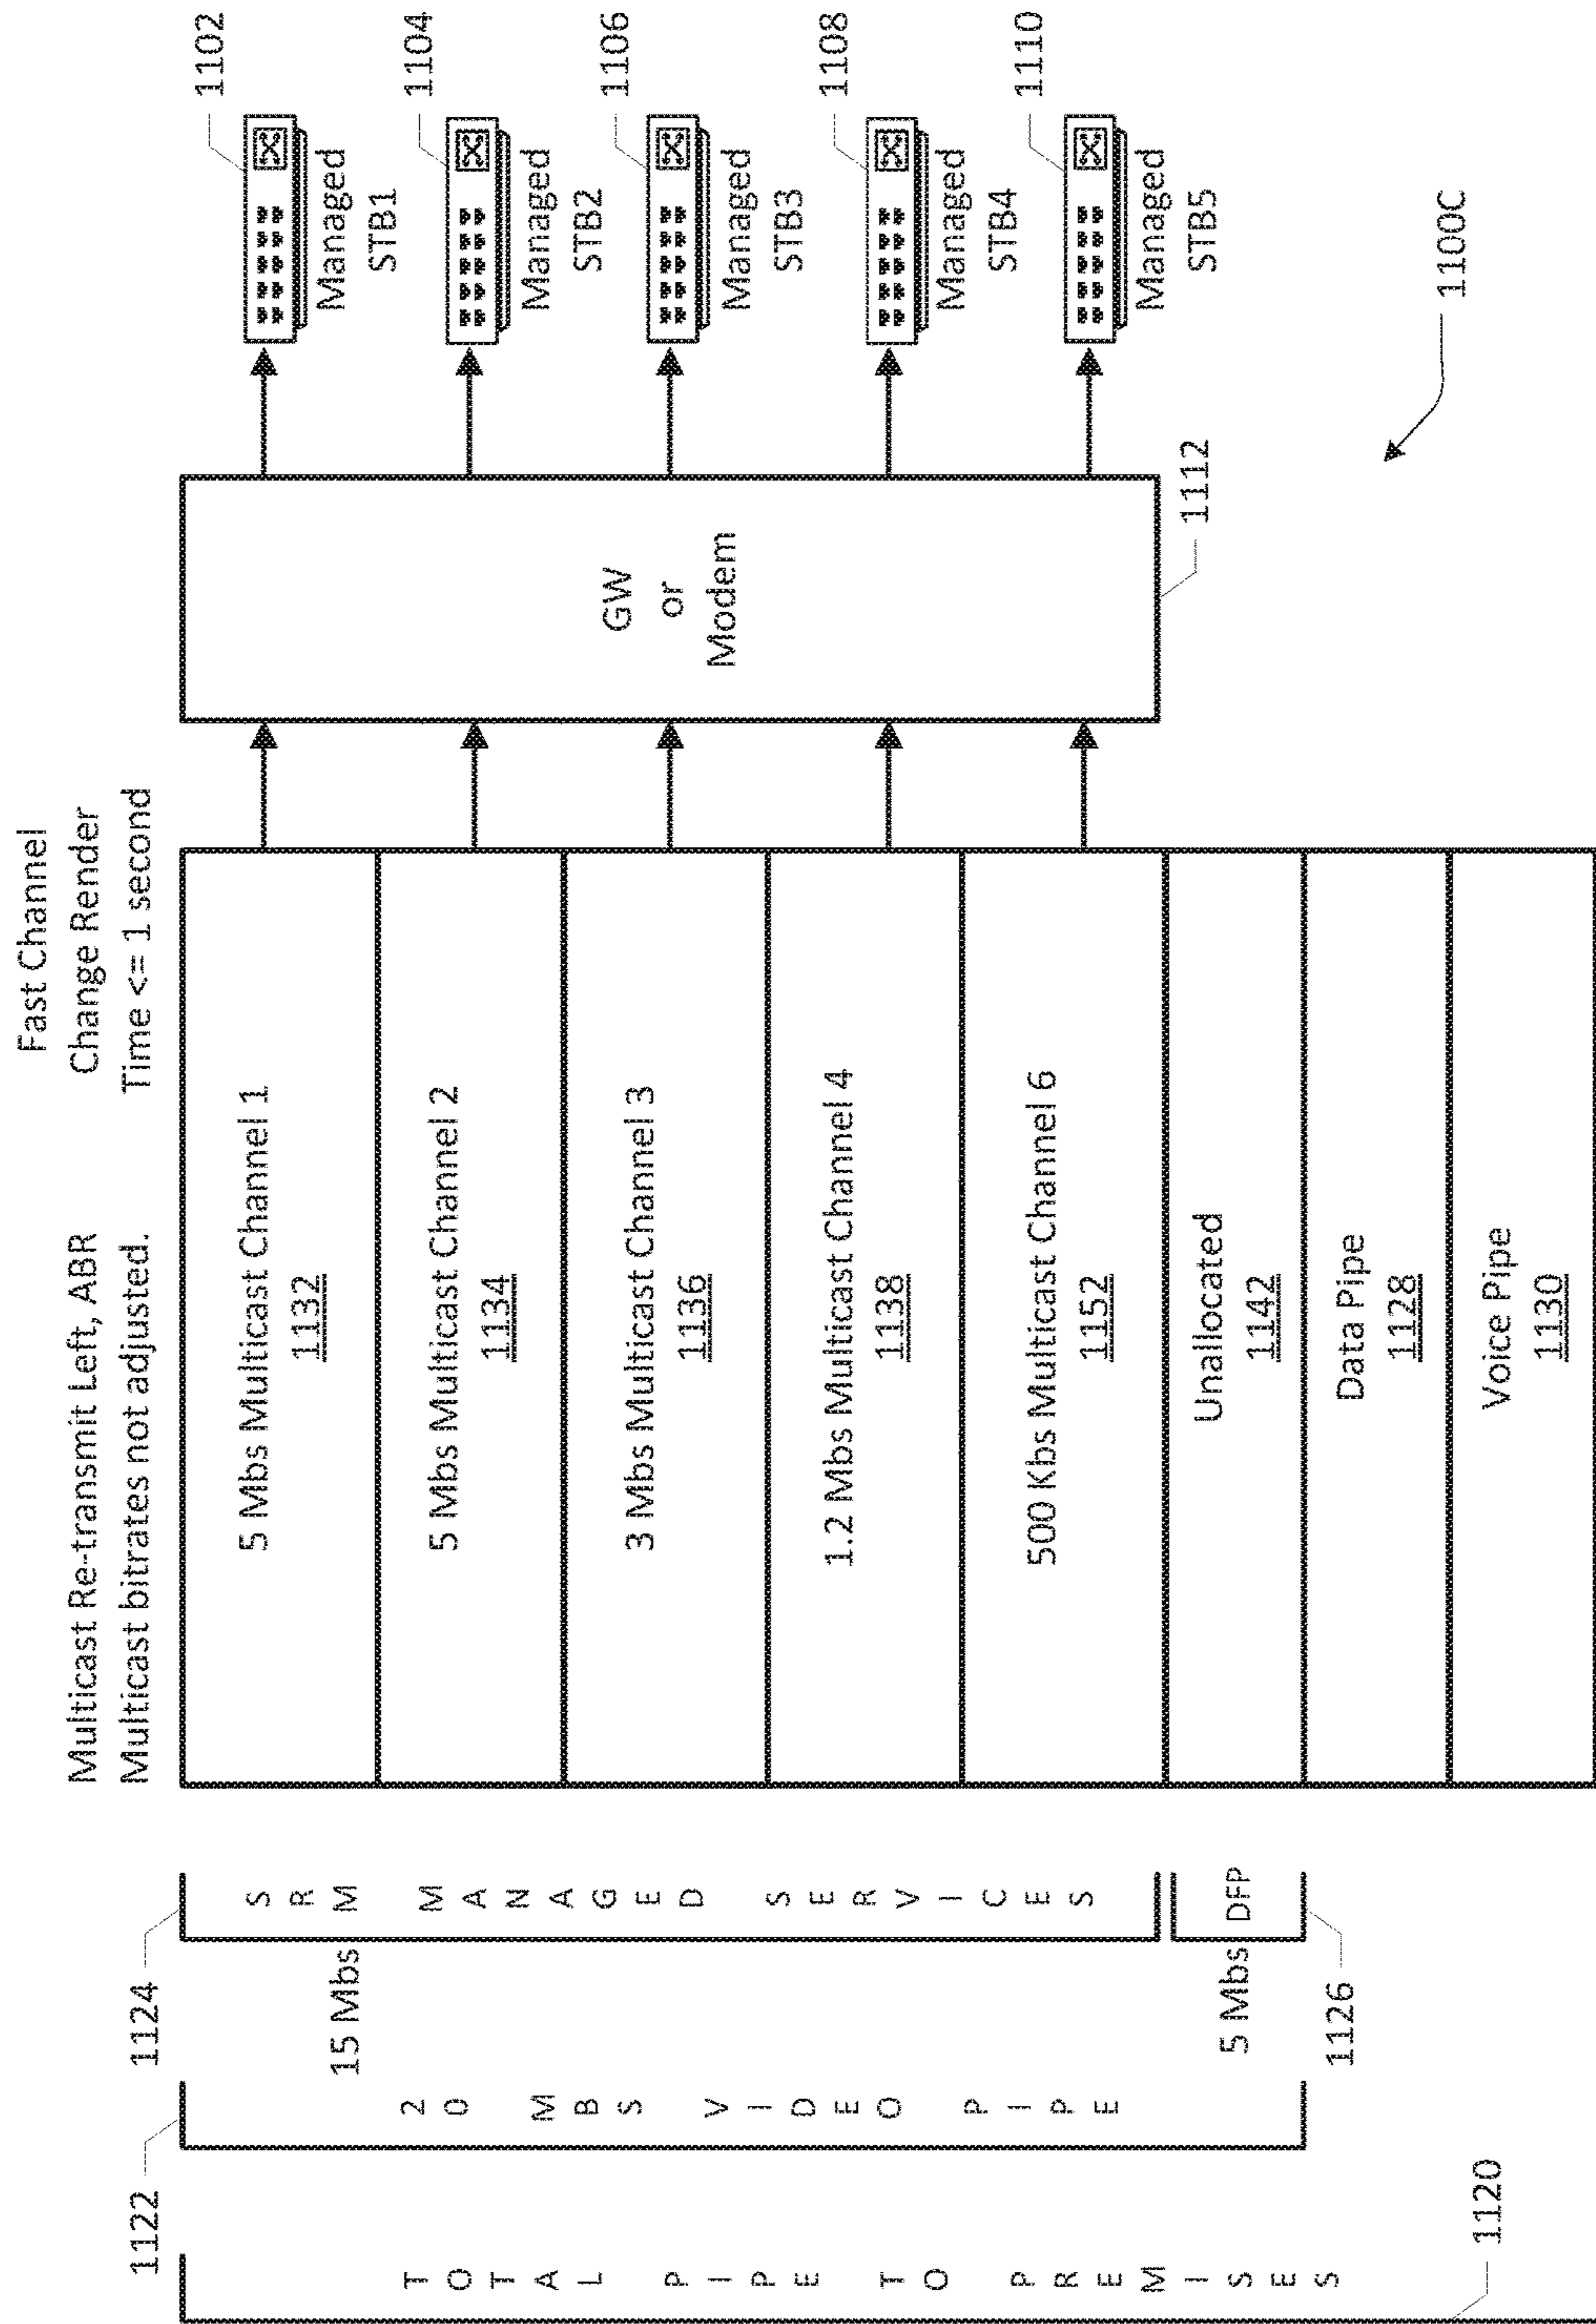 Multicast Re-transmit Left, ABR
Multicast bitrates not adjusted.
Fast Channel
Change Render
Time <= 1 second
1122
1124
TOTAL PIPE TO PREMISES
1120
20 MBS VIDEO PIPE
15 Mbs
SRM MANAGED SERVICES
5 Mbs
DFP
1126
5 Mbs Multicast Channel 1
1132
5 Mbs Multicast Channel 2
1134
3 Mbs Multicast Channel 3
1136
1.2 Mbs Multicast Channel 4
1138
500 Kbs Multicast Channel 6
1152
Unallocated
1142
Data Pipe
1128
Voice Pipe
1130
GW
or
Modem
1112
1102
Managed
STB1
1104
Managed
STB2
1106
Managed
STB3
1108
Managed
STB4
1110
Managed
STB5
1100C